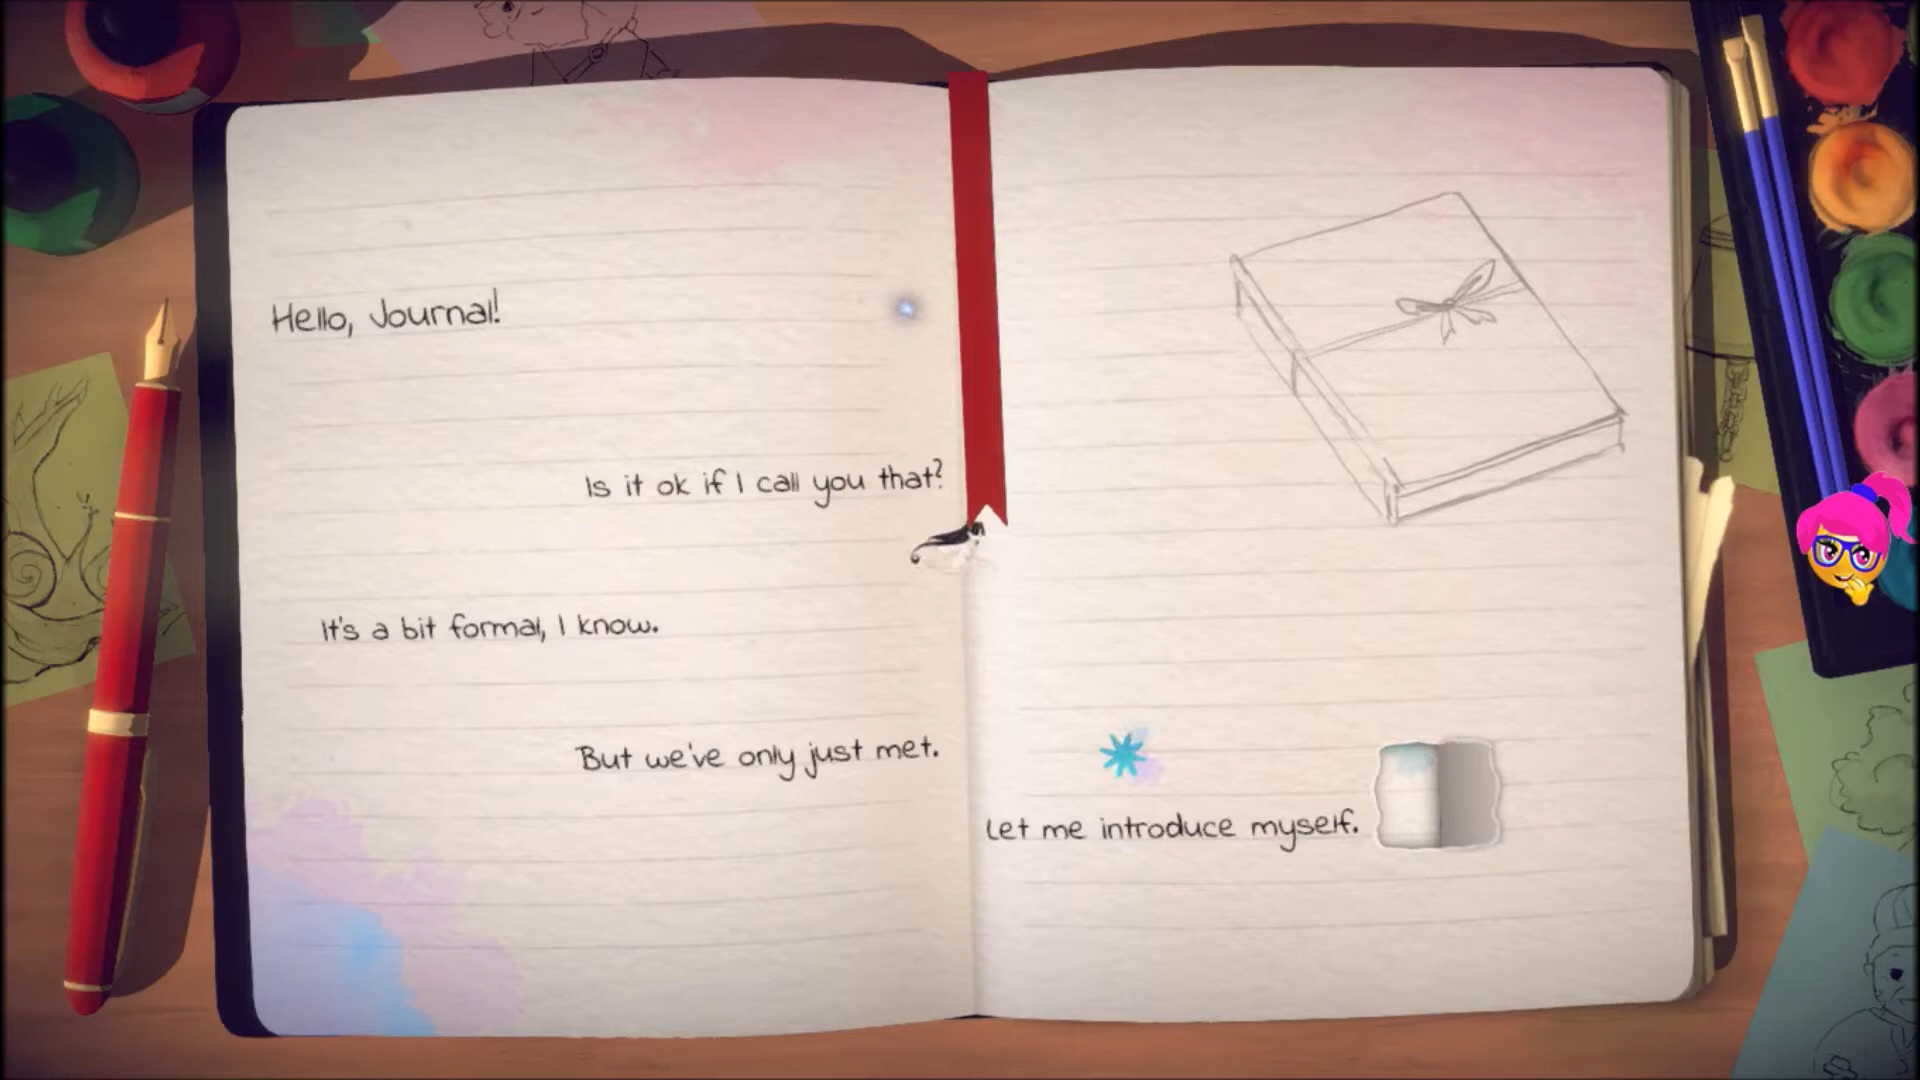 Hello, Journal!
Is it ok if I call you that?
It's a bit formal, I know.
But we've only just met.
Let me introduce myself.